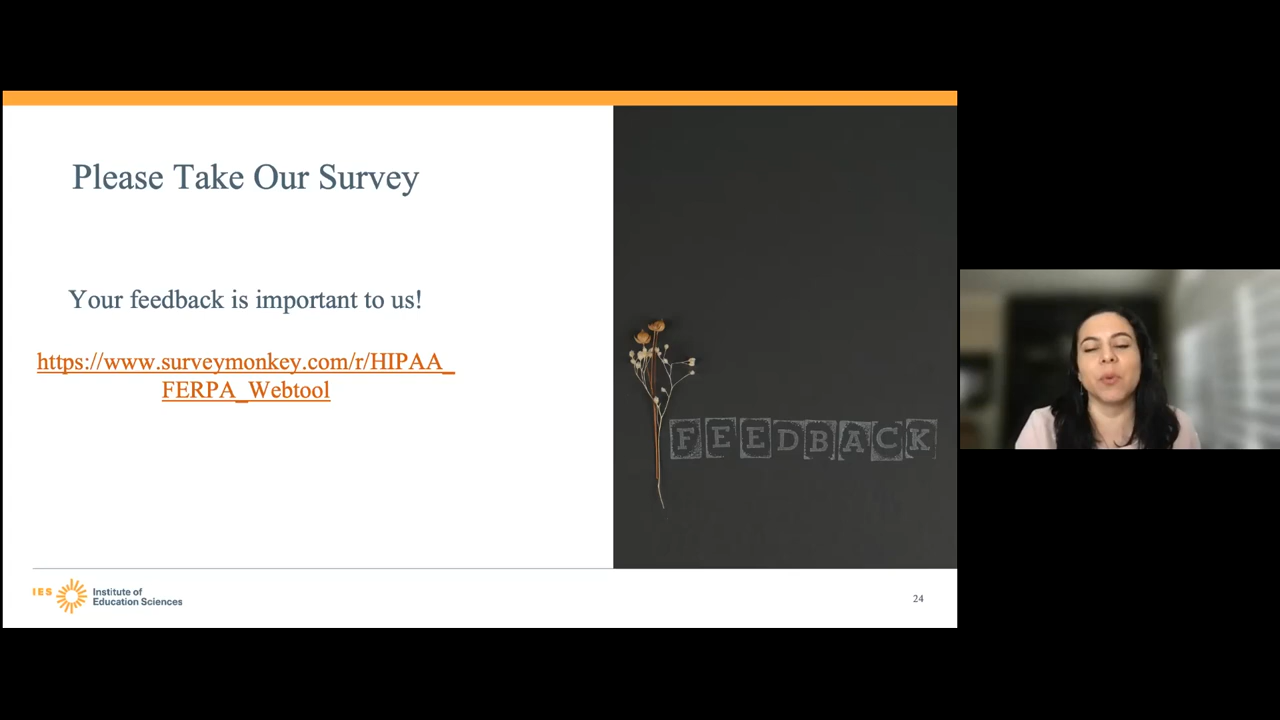 Please Take Our Survey
Your feedback is important to us!
https://www.surveymonkey.com/r/HIPAA_
FERPA_Webtool
FEEDBACK
IES
Institute of
Education Sciences
24